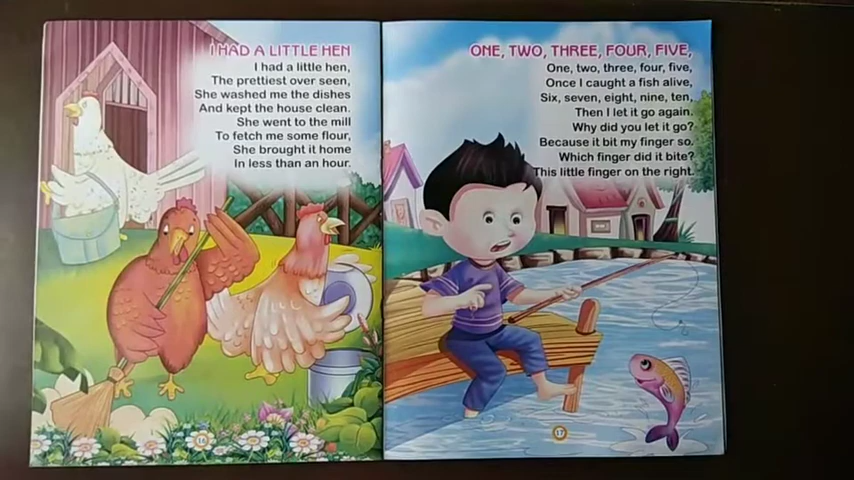 I HAD A LITTLE HEN
I had a little hen,
The prettiest over seen,
She washed me the dishes
And kept the house clean.
She went to the mill
To fetch me some flour,
She brought it home
In less than an hour.
16
ONE, TWO, THREE, FOUR, FIVE,
One, two, three, four, five,
Once I caught a fish alive,
Six, seven, eight, nine, ten,
Then I let it go again.
Why did you let it go?
Because it bit my finger so.
Which finger did it bite?
This little finger on the right.
17